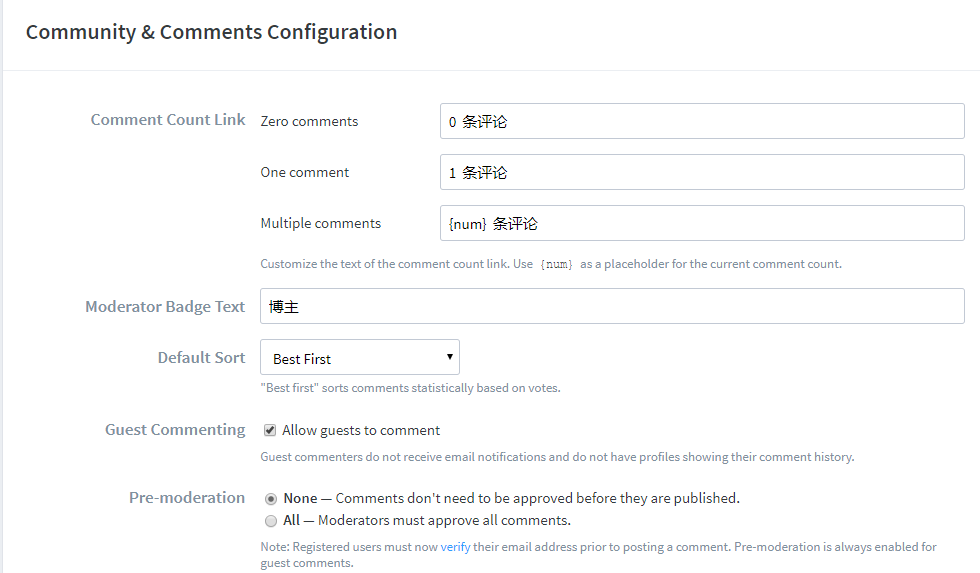 Community & Comments Configuration
Comment Count Link
Zero comments
0 条评论
One comment
1 条评论
Multiple comments
{num} 条评论
Customize the text of the comment count link. Use {num} as a placeholder for the current comment count.
Moderator Badge Text
博主
Default Sort
Best First
"Best first" sorts comments statistically based on votes.
Guest Commenting
Allow guests to comment
Guest commenters do not receive email notifications and do not have profiles showing their comment history.
Pre-moderation
None — Comments don't need to be approved before they are published.
All — Moderators must approve all comments.
Note: Registered users must now verify their email address prior to posting a comment. Pre-moderation is always enabled for
guest comments.